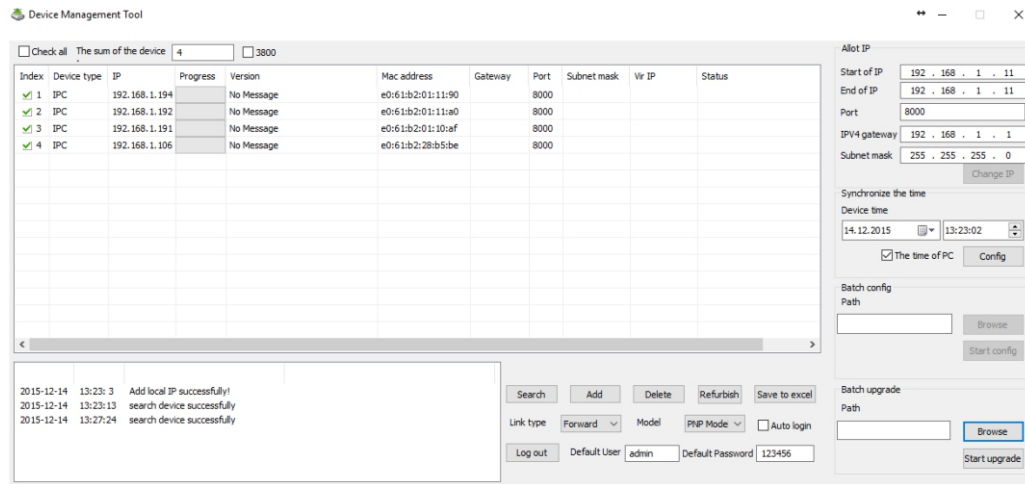 Device Management Tool
Check all The sum of the device 4 3800
Index Device type IP Progress Version Mac address Gateway Port Subnet mask Vir IP Status
1 IPC 192.168.1.194 No Message e0:61:b2:01:11:90 8000
2 IPC 192.168.1.192 No Message e0:61:b2:01:11:a0 8000
3 IPC 192.168.1.191 No Message e0:61:b2:01:10:af 8000
4 IPC 192.168.1.106 No Message e0:61:b2:28:b5:be 8000
2015-12-14 13:23: 3 Add local IP successfully!
2015-12-14 13:23:13 search device successfully
2015-12-14 13:27:24 search device successfully
Search Add Delete Refurbish Save to excel
Link type Forward Model PNP Mode Auto login
Log out Default User admin Default Password 123456
Allot IP
Start of IP 192 . 168 . 1 . 11
End of IP 192 . 168 . 1 . 11
Port 8000
IPV4 gateway 192 . 168 . 1 . 1
Subnet mask 255 . 255 . 255 . 0
Change IP
Synchronize the time
Device time
14.12.2015 13:23:02
The time of PC Config
Batch config
Path
Browse
Start config
Batch upgrade
Path
Browse
Start upgrade